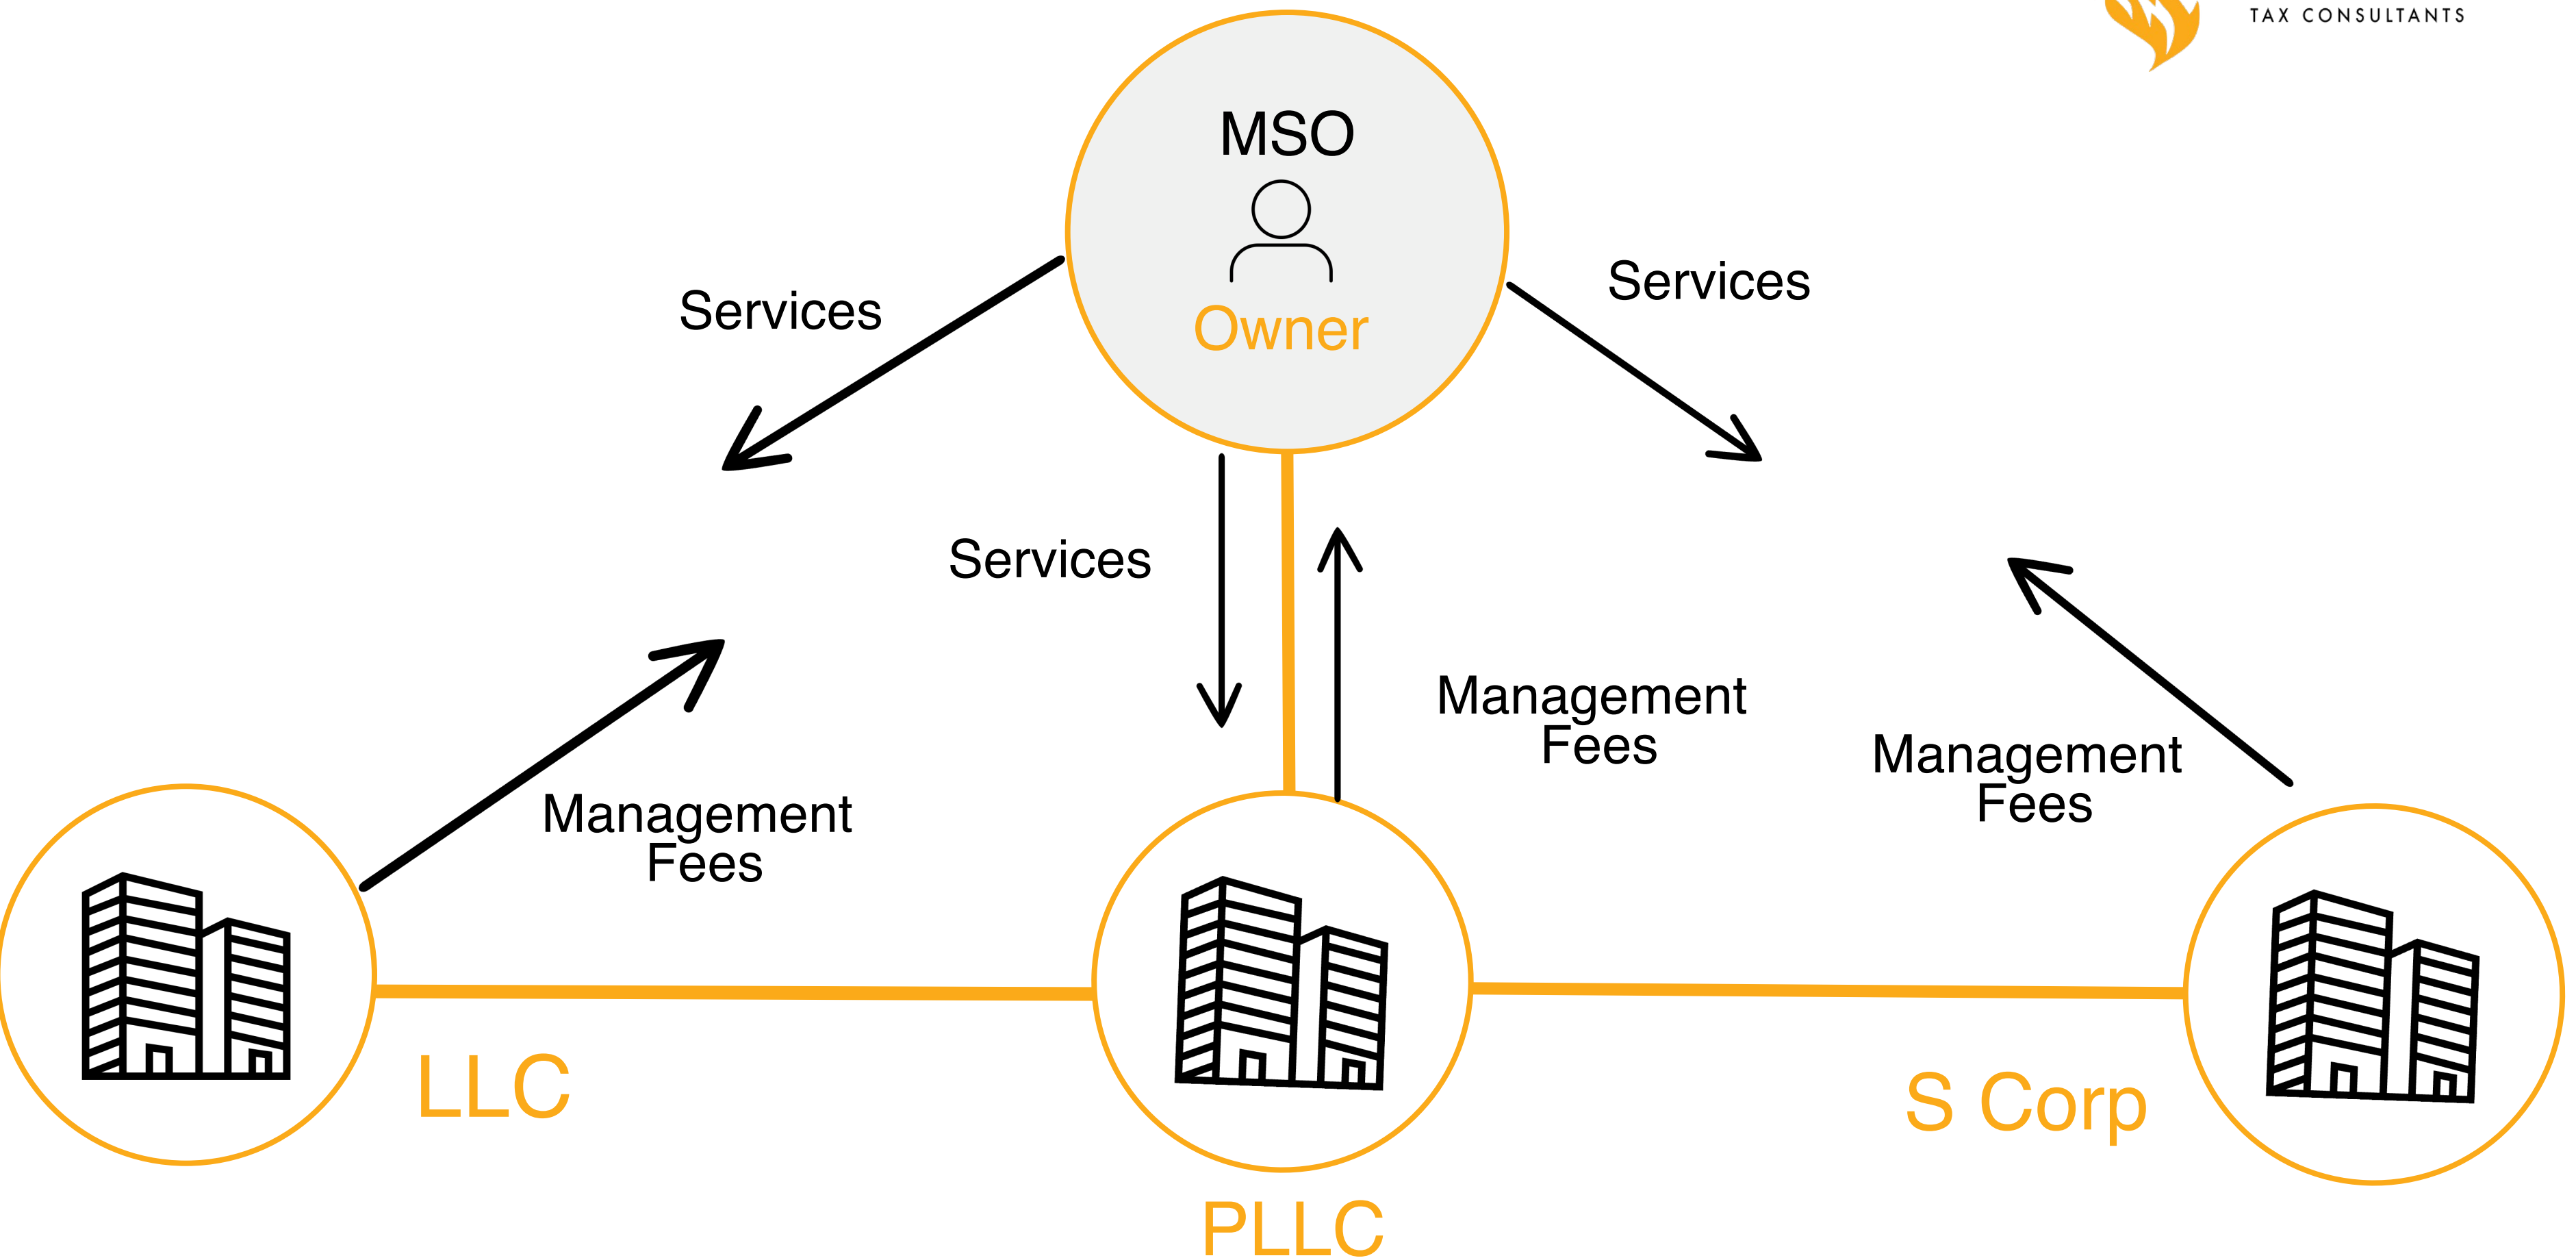 TAX CONSULTANTS
MSO
Owner
Services
Services
Services
Management
Fees
Management
Fees
Management
Fees
LLC
S Corp
PLLC